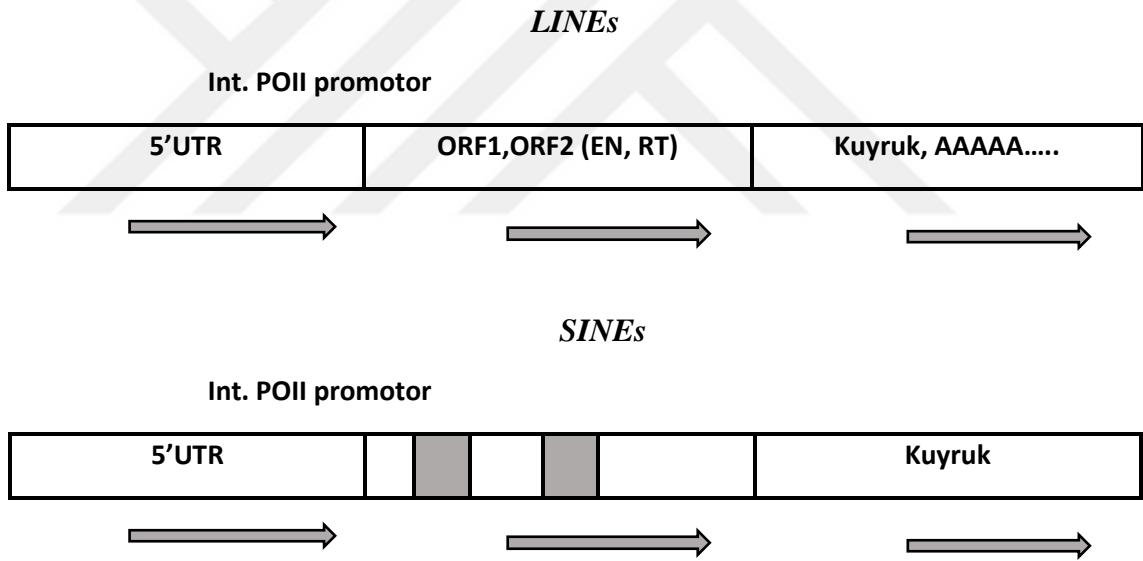 LINEs
Int. POII promotor
5’UTR ORF1,ORF2 (EN, RT) Kuyruk, AAAAA…..
SINEs
Int. POII promotor
5’UTR Kuyruk